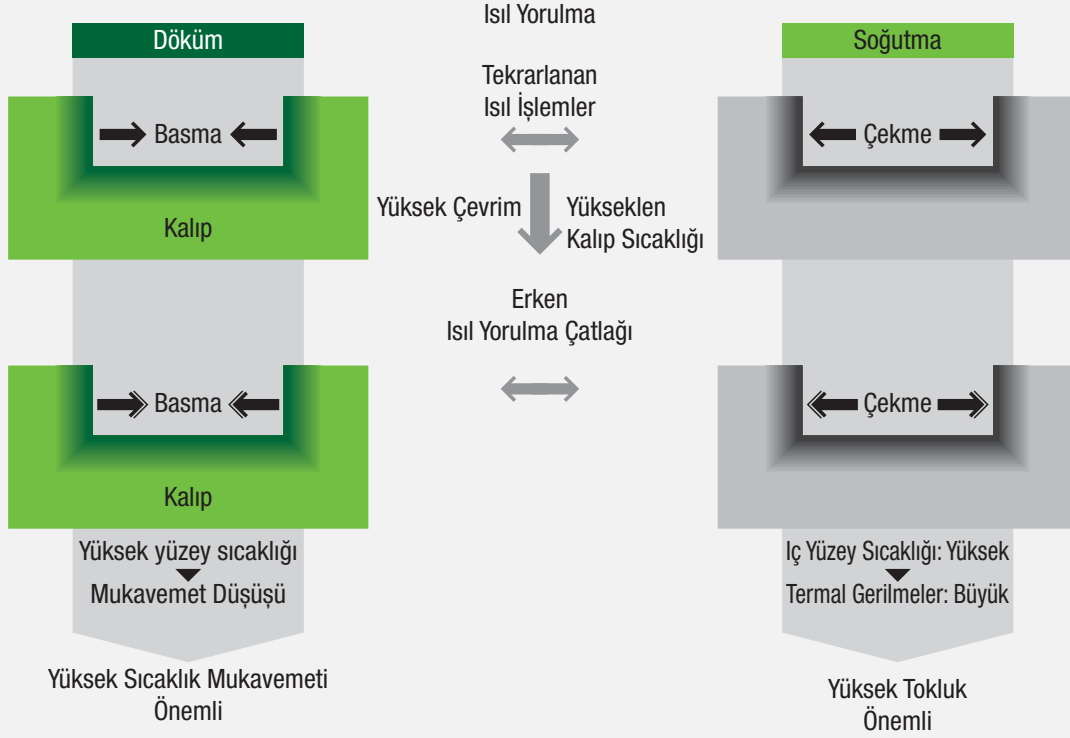 Isıl Yorulma
Döküm
Soğutma
Tekrarlanan
Isıl İşlemler
Basma
Çekme
Kalıp
Yüksek Çevrim
Yükseklen
Kalıp Sıcaklığı
Erken
Isıl Yorulma Çatlağı
Basma
Çekme
Kalıp
Yüksek yüzey sıcaklığı
Mukavemet Düşüşü
Yüksek Sıcaklık Mukavemeti
Önemli
Iç Yüzey Sıcaklığı: Yüksek
Termal Gerilmeler: Büyük
Yüksek Tokluk
Önemli